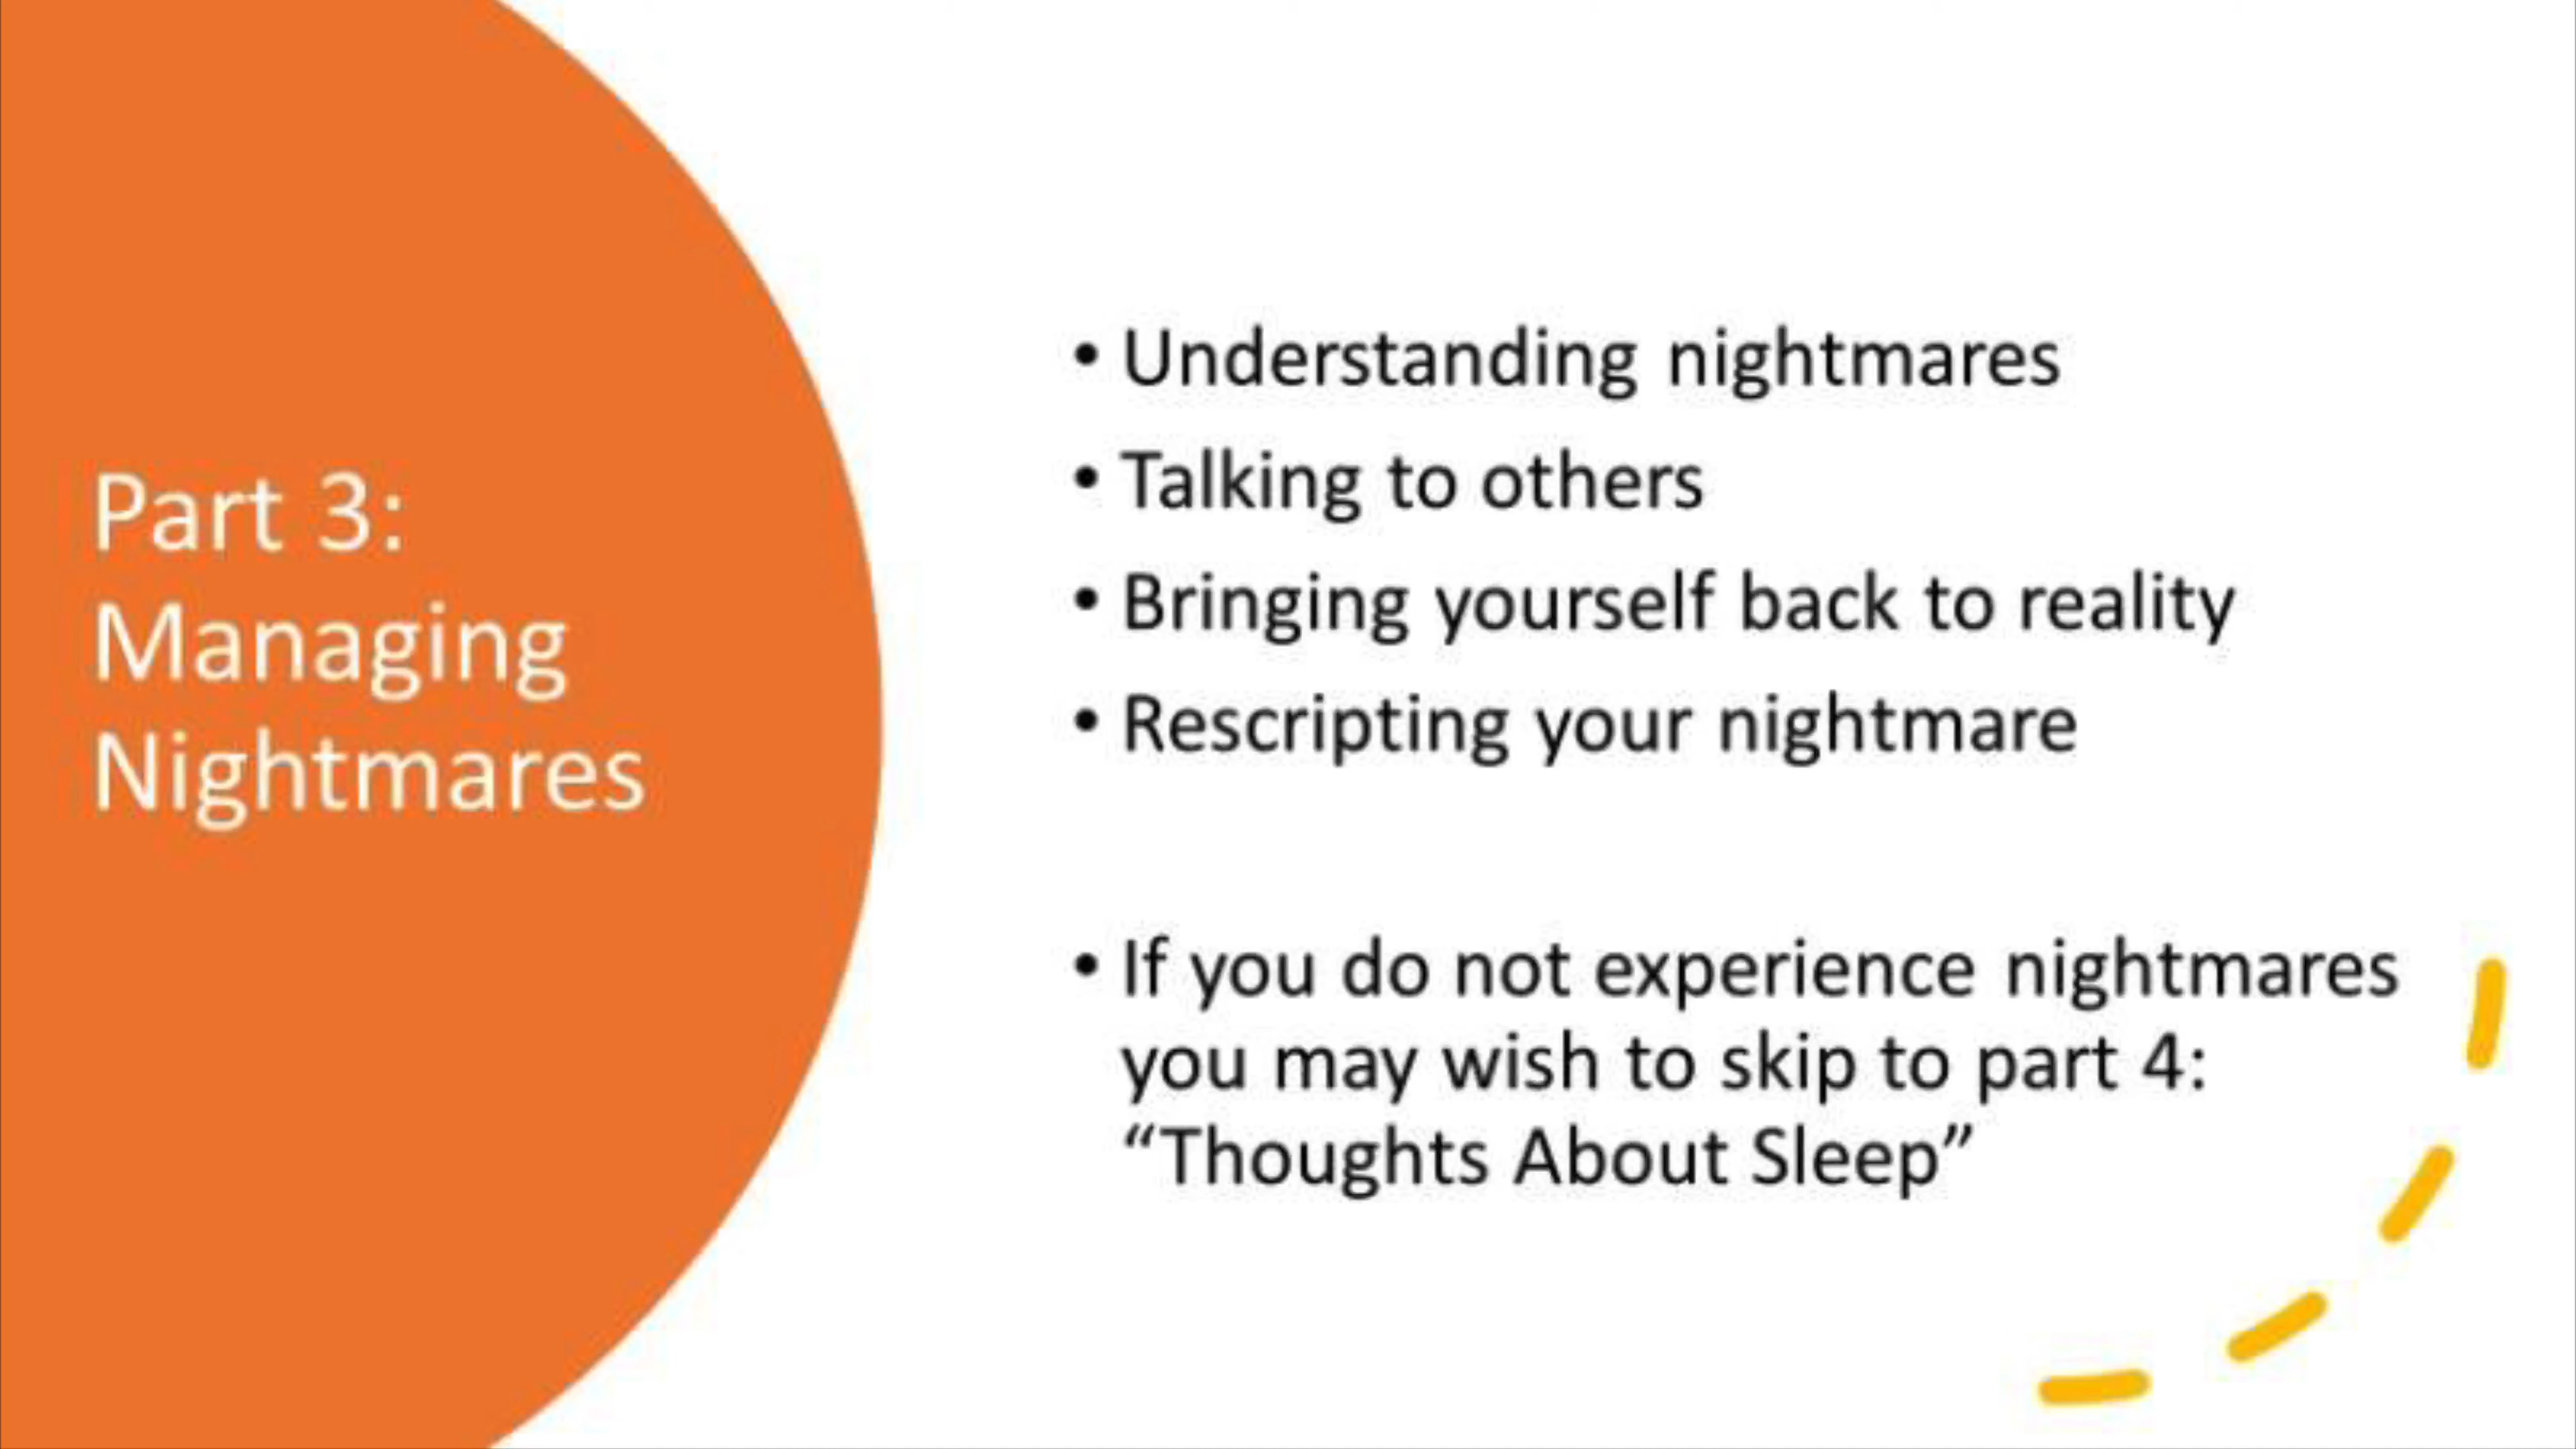 Part 3:
Managing
Nightmares
• Understanding nightmares
• Talking to others
• Bringing yourself back to reality
• Rescripting your nightmare
• If you do not experience nightmares
you may wish to skip to part 4:
“Thoughts About Sleep”